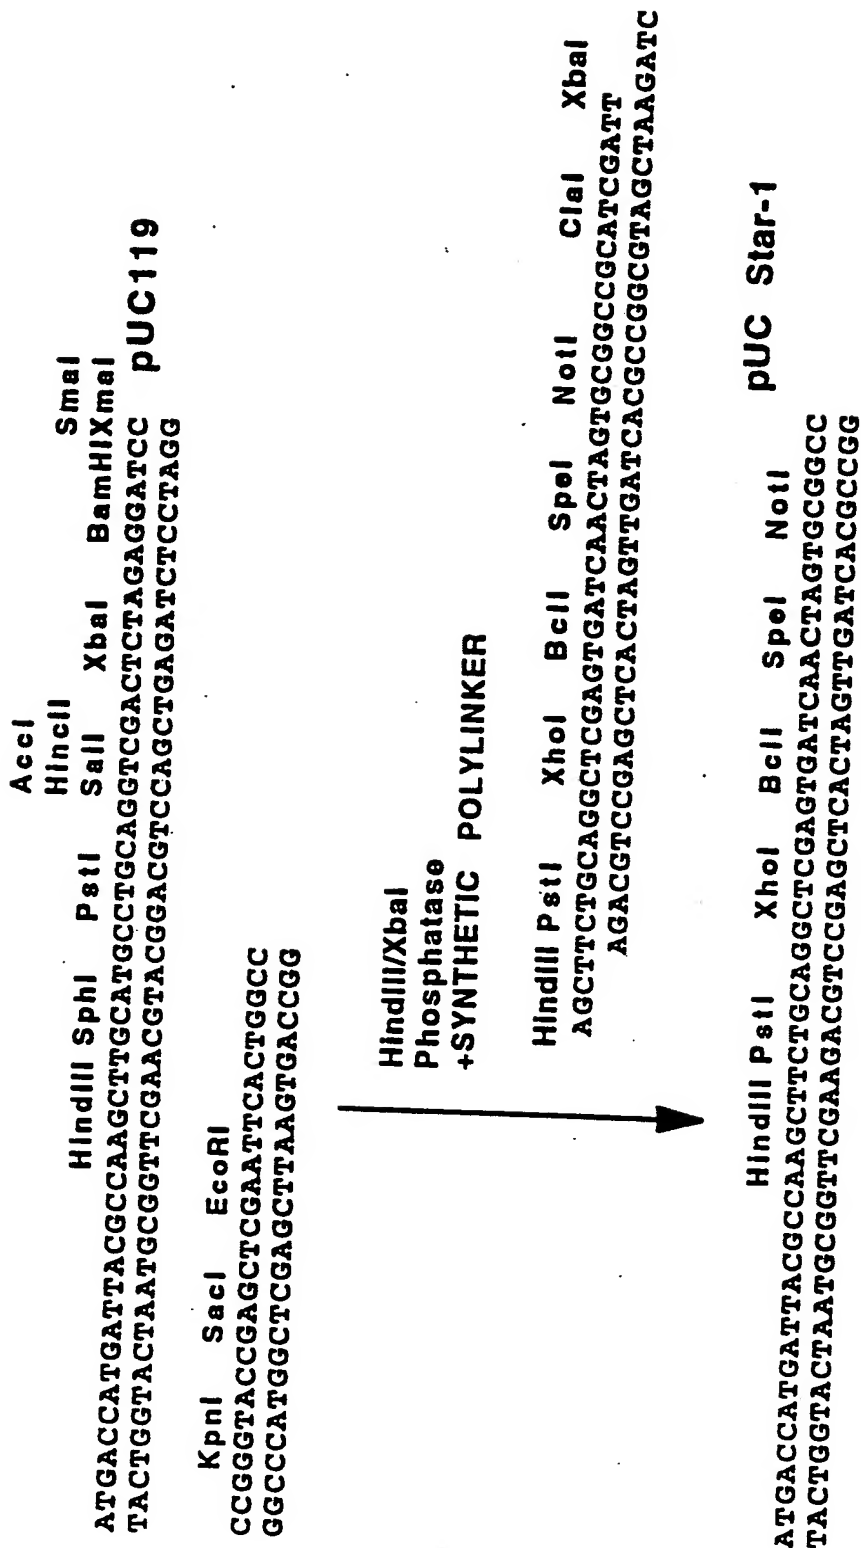 AccI
HincII
HindIII SphI PstI SalI XbaI BamHI XmaI SmaI
ATGACCATGATTACGCCAAGCTTGCATGCCTGCAGGTCGACTCTAGAGGATCC
TACTGGTACTAATGCGGTTCGAACGTACGGACGTCCAGCTGAGATCTCCTAGG
pUC119
KpnI SacI EcoRI
CCGGGTACCGAGCTCGAATTCACTGGCC
GGCCCATGGCTCGAGCTTAAGTGACCGG
HindIII/XbaI
Phosphatase
+SYNTHETIC POLYLINKER
HindIII PstI XhoI BclI SpeI NotI ClaI XbaI
AGCTTCTGCAGGCTCGAGTGATCAACTAGTGCGGCCGCATCGATT
AGACGTCCGAGCTCACTAGTTGATCACGCCGGCGTAGCTAAGATC
HindIII PstI XhoI BclI SpeI NotI
ATGACCATGATTACGCCAAGCTTCTGCAGGCTCGAGTGATCAACTAGTGCGGCC
TACTGGTACTAATGCGGTTCGAAGACGTCCGAGCTCACTAGTTGATCACGCCGG
pUC Star-1